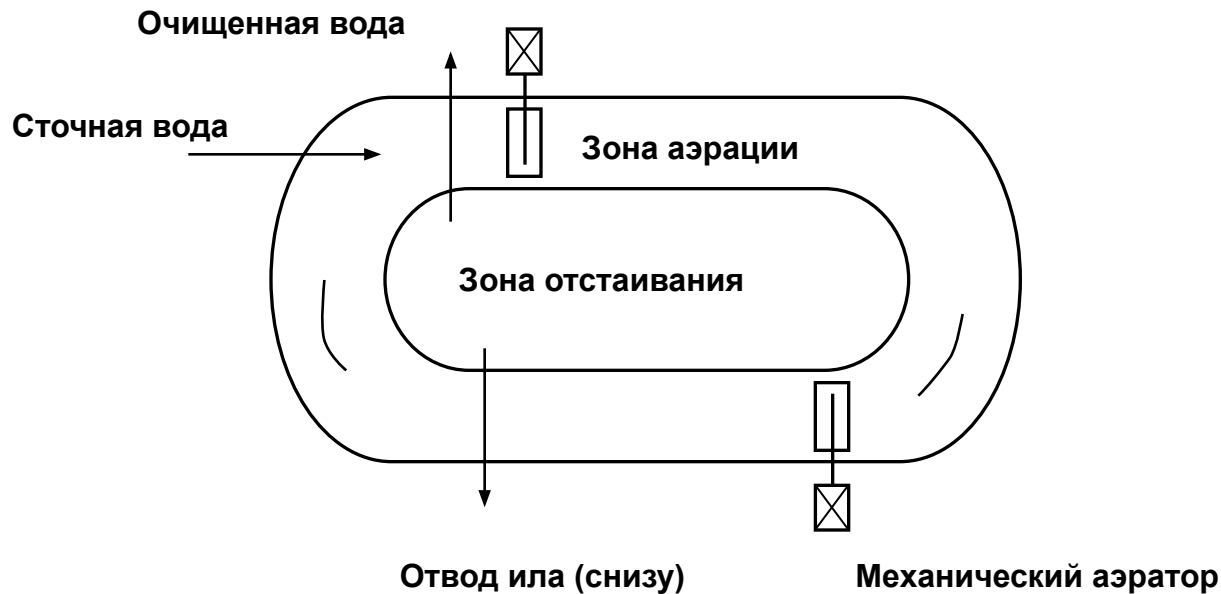 Очищенная вода
Сточная вода
Зона аэрации
Зона отстаивания
Отвод ила (снизу)
Механический аэратор